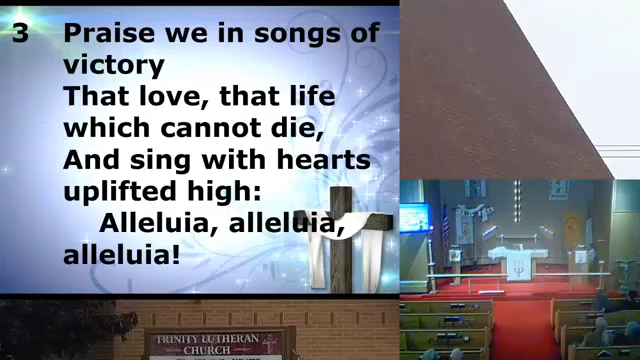 3 Praise we in songs of
victory
That love, that life
which cannot die,
And sing with hearts
uplifted high:
Alleluia, alleluia,
alleluia!
TRINITY LUTHERAN
CHURCH